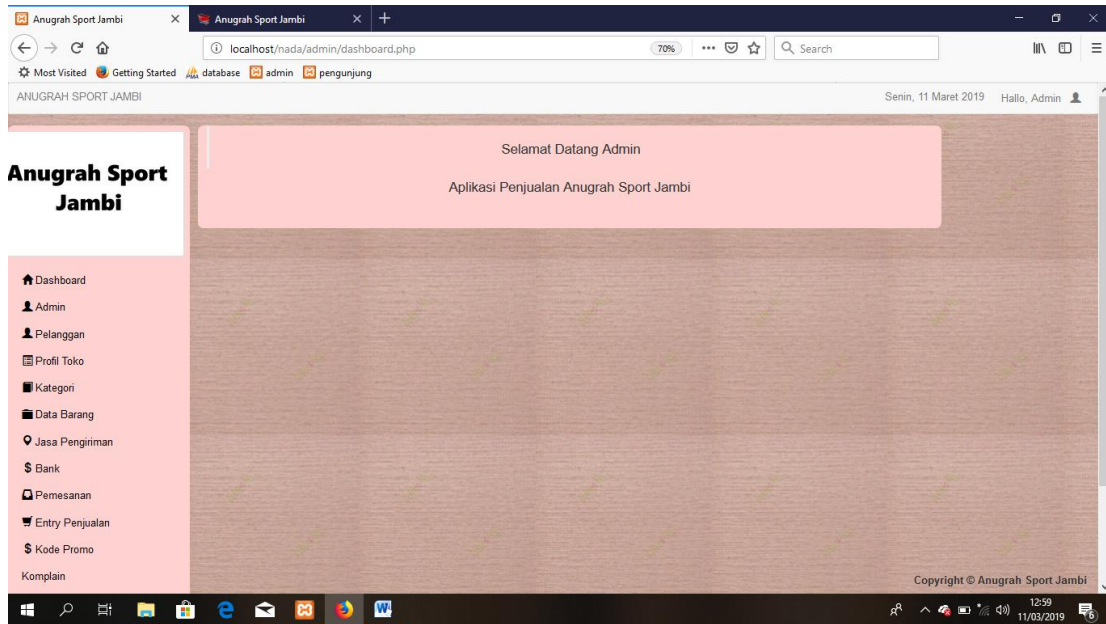 Anugrah Sport Jambi
Anugrah Sport Jambi
localhost/nada/admin/dashboard.php
70%
Search
Most Visited
Getting Started
database
admin
pengunjung
ANUGRAH SPORT JAMBI
Senin, 11 Maret 2019
Hallo, Admin
Anugrah Sport
Jambi
Selamat Datang Admin
Aplikasi Penjualan Anugrah Sport Jambi
Dashboard
Admin
Pelanggan
Profil Toko
Kategori
Data Barang
Jasa Pengiriman
$ Bank
Pemesanan
Entry Penjualan
$ Kode Promo
Komplain
Copyright © Anugrah Sport Jambi
12:59
11/03/2019
6